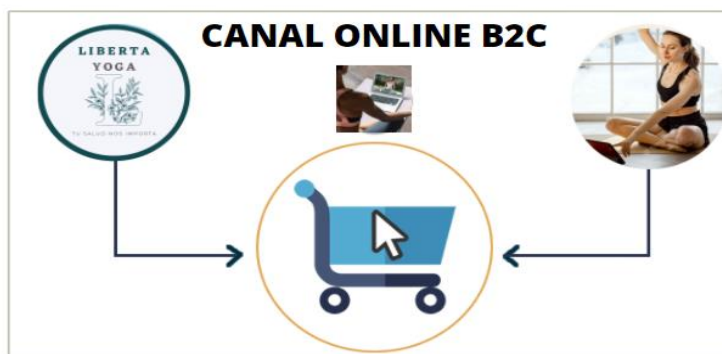 CANAL ONLINE B2C
LIBERTA
YOGA
L
TU SALUD NOS IMPORTA